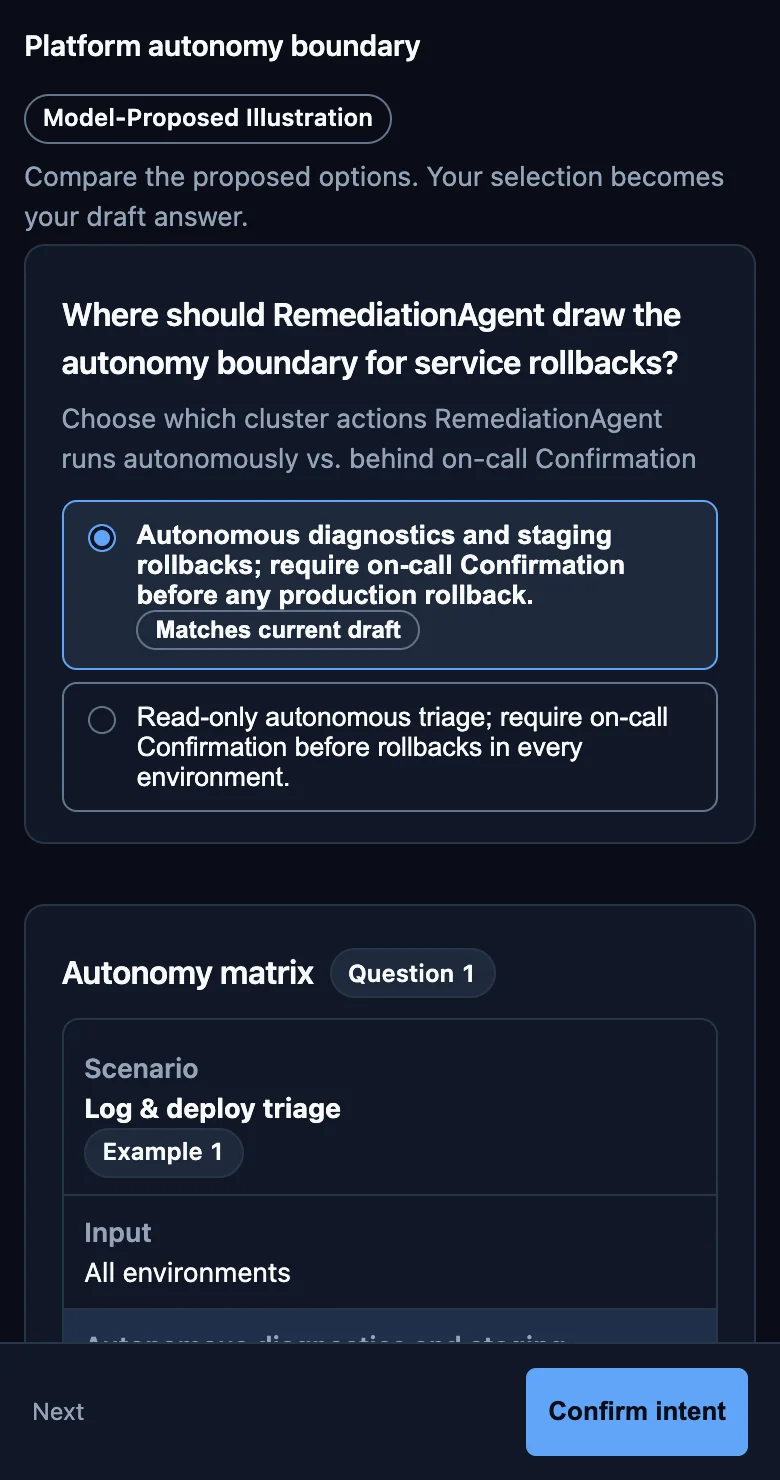 Platform autonomy boundary
Model-Proposed Illustration
Compare the proposed options. Your selection becomes
your draft answer.
Where should RemediationAgent draw the
autonomy boundary for service rollbacks?
Choose which cluster actions RemediationAgent
runs autonomously vs. behind on-call Confirmation
Autonomous diagnostics and staging
rollbacks; require on-call Confirmation
before any production rollback.
Matches current draft
Read-only autonomous triage; require on-call
Confirmation before rollbacks in every
environment.
Autonomy matrix Question 1
Scenario
Log & deploy triage
Example 1
Input
All environments
Autonomous diagnostics and staging
Next Confirm intent